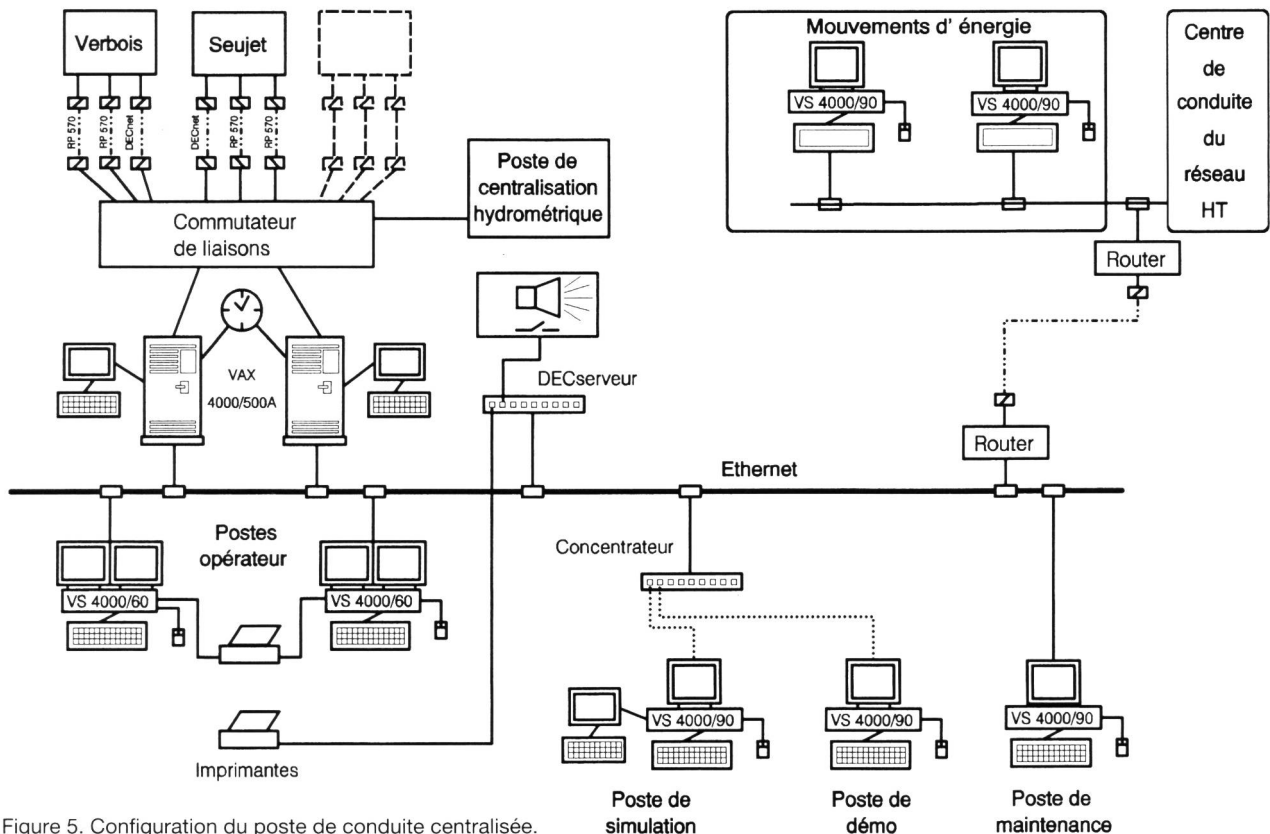 Verbois
Seujet
RP 570
RP 570
DECnet
DECnet
RP 570
RP 570
Commutateur
de liaisons
Poste de
centralisation
hydrométrique
Mouvements d' énergie
VS 4000/90
VS 4000/90
Centre
de
conduite
du
réseau
HT
Router
VAX
4000/500A
DECserveur
Router
Ethernet
Postes
opérateur
VS 4000/60
VS 4000/60
Concentrateur
Imprimantes
VS 4000/90
VS 4000/90
VS 4000/90
Poste de
simulation
Poste de
démo
Poste de
maintenance
Figure 5. Configuration du poste de conduite centralisée.